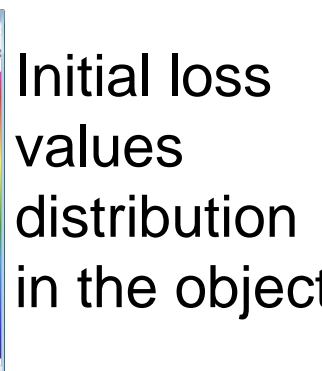 Initial loss
values
distribution
in the object